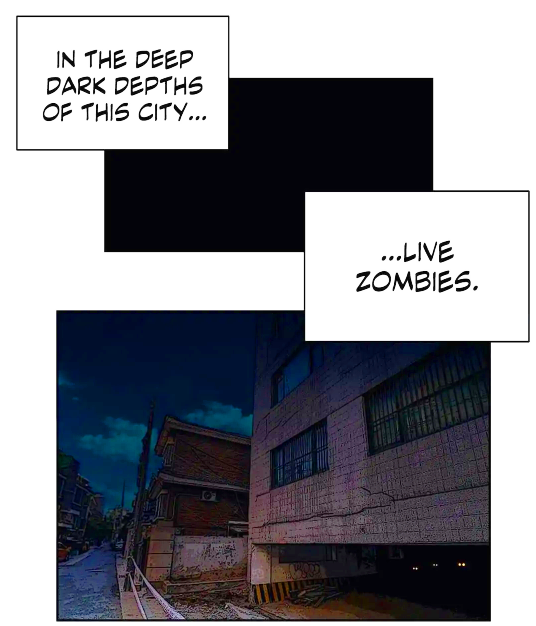 IN THE DEEP
DARK DEPTHS
OF THIS CITY...
...LIVE
ZOMBIES.